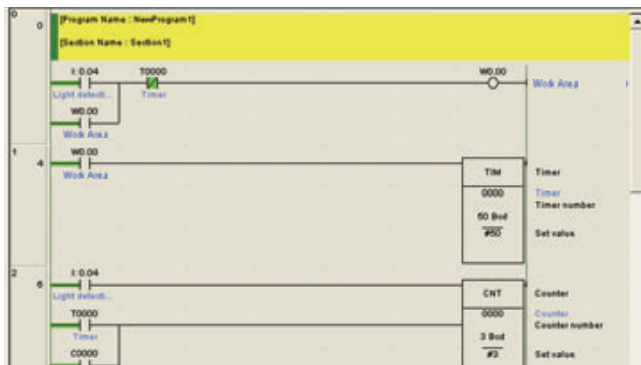 0
0
[Program Name : NewProgram1]
[Section Name : Section1]
I: 0.04 T0000 W0.00
Light detecti... Timer Work Area
W0.00
Work Area
1
4
W0.00
Work Area
TIM Timer
0000 Timer
Timer number
50 Bcd
#50 Set value
2
6
I: 0.04
Light detecti...
CNT Counter
T0000 0000 Counter
Timer Counter number
3 Bcd
C0000 #3 Set value